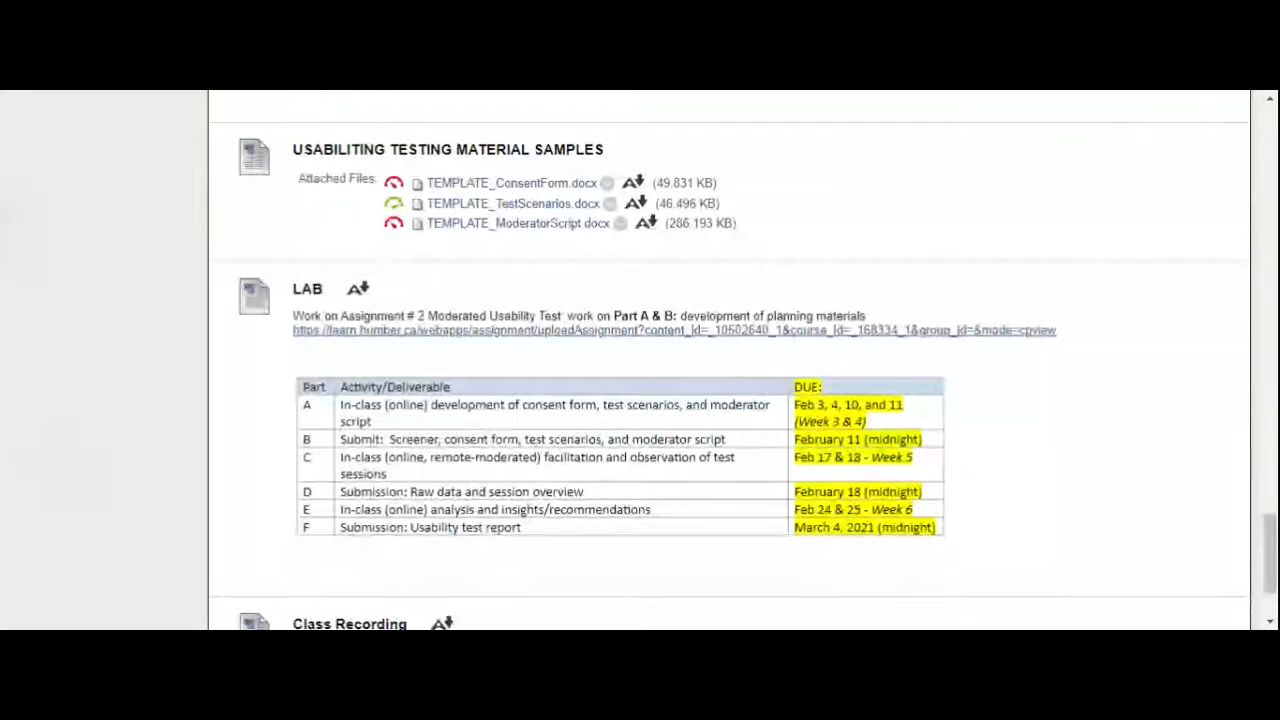 USABILITING TESTING MATERIAL SAMPLES
Attached Files:
TEMPLATE_ConsentForm.docx (49.831 KB)
TEMPLATE_TestScenarios.docx (46.496 KB)
TEMPLATE_ModeratorScript.docx (286.193 KB)
LAB
Work on Assignment # 2 Moderated Usability Test work on Part A & B: development of planning materials
https://learn.humber.ca/webapps/assignment/uploadAssignment?content_id=_10502640_1&course_id=_168334_1&group_id=&mode=cpview
Part Activity/Deliverable DUE:
A In-class (online) development of consent form, test scenarios, and moderator Feb 3, 4, 10, and 11
script (Week 3 & 4)
B Submit: Screener, consent form, test scenarios, and moderator script February 11 (midnight)
C In-class (online, remote-moderated) facilitation and observation of test Feb 17 & 18 - Week 5
sessions
D Submission: Raw data and session overview February 18 (midnight)
E In-class (online) analysis and insights/recommendations Feb 24 & 25 - Week 6
F Submission: Usability test report March 4, 2021 (midnight)
Class Recording